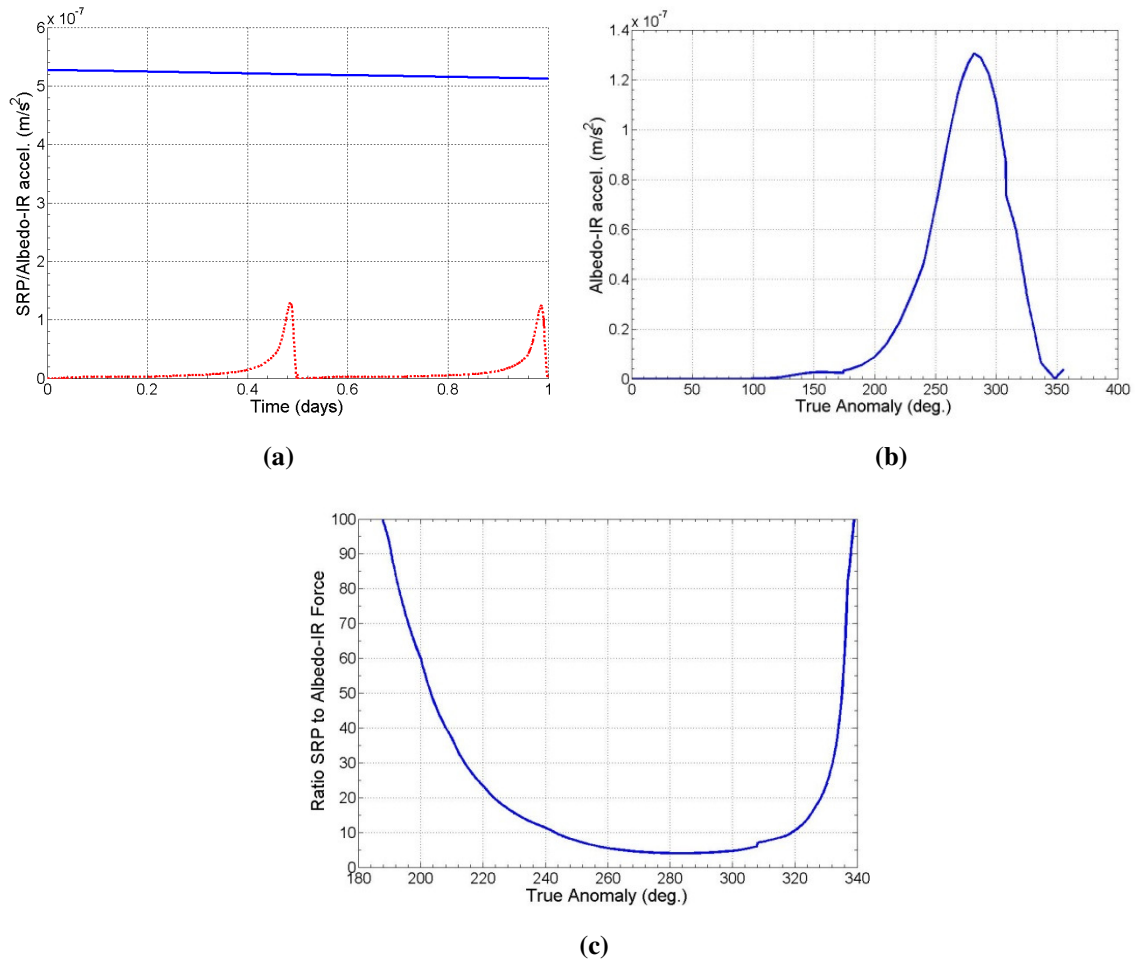 x 10⁻⁷
6
5
4
3
2
1
0
0 0.2 0.4 0.6 0.8 1
SRP/Albedo-IR accel. (m/s²)
Time (days)
(a)
x 10⁻⁷
1.4
1.2
1
0.8
0.6
0.4
0.2
0
0 50 100 150 200 250 300 350 400
Albedo-IR accel. (m/s²)
True Anomaly (deg.)
(b)
100
90
80
70
60
50
40
30
20
10
0
180 200 220 240 260 280 300 320 340
Ratio SRP to Albedo-IR Force
True Anomaly (deg.)
(c)